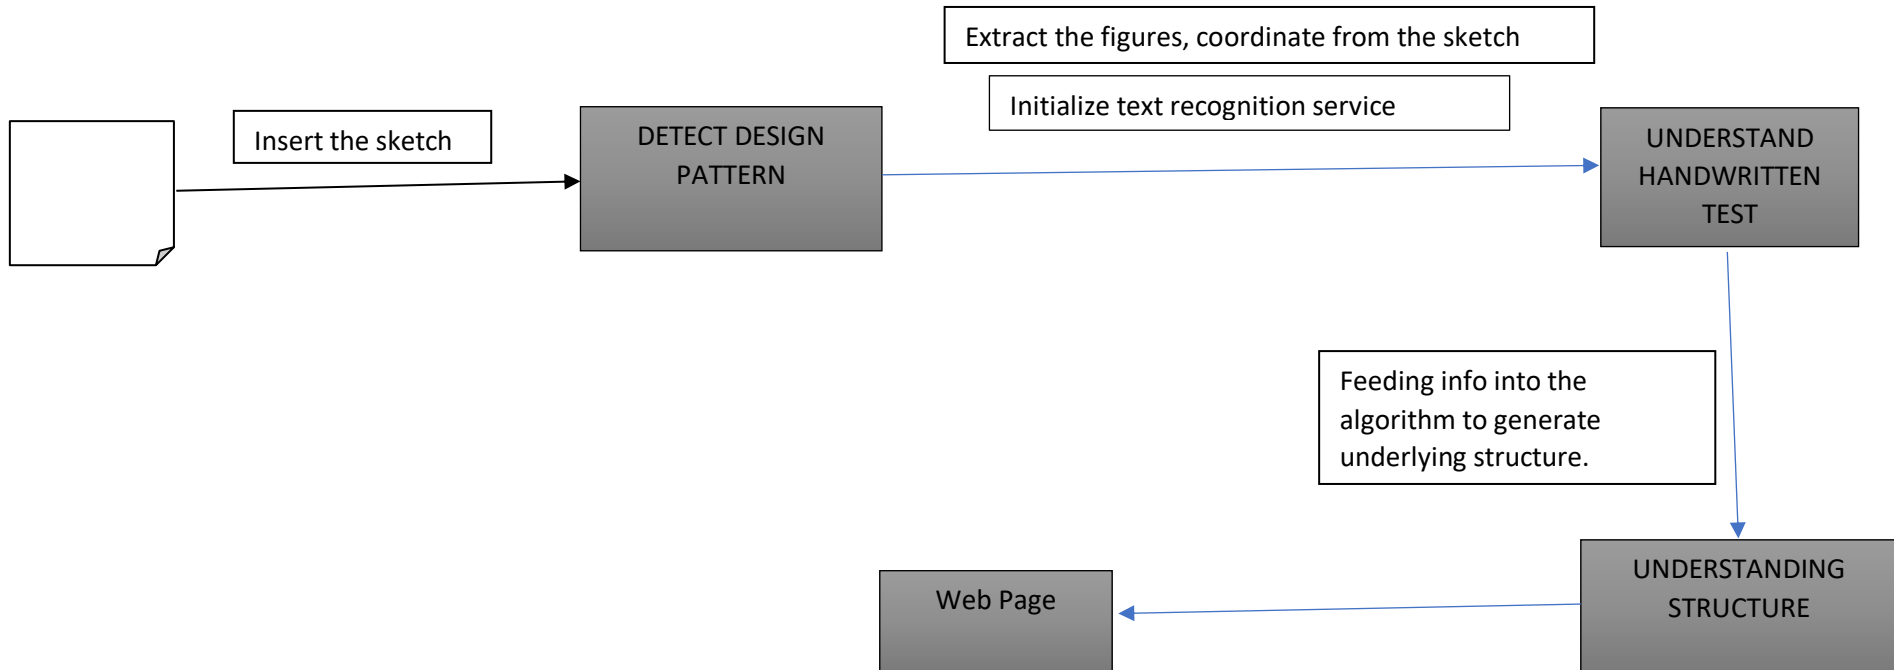 Extract the figures, coordinate from the sketch
Initialize text recognition service
Insert the sketch
DETECT DESIGN
PATTERN
UNDERSTAND
HANDWRITTEN
TEST
Feeding info into the
algorithm to generate
underlying structure.
UNDERSTANDING
STRUCTURE
Web Page